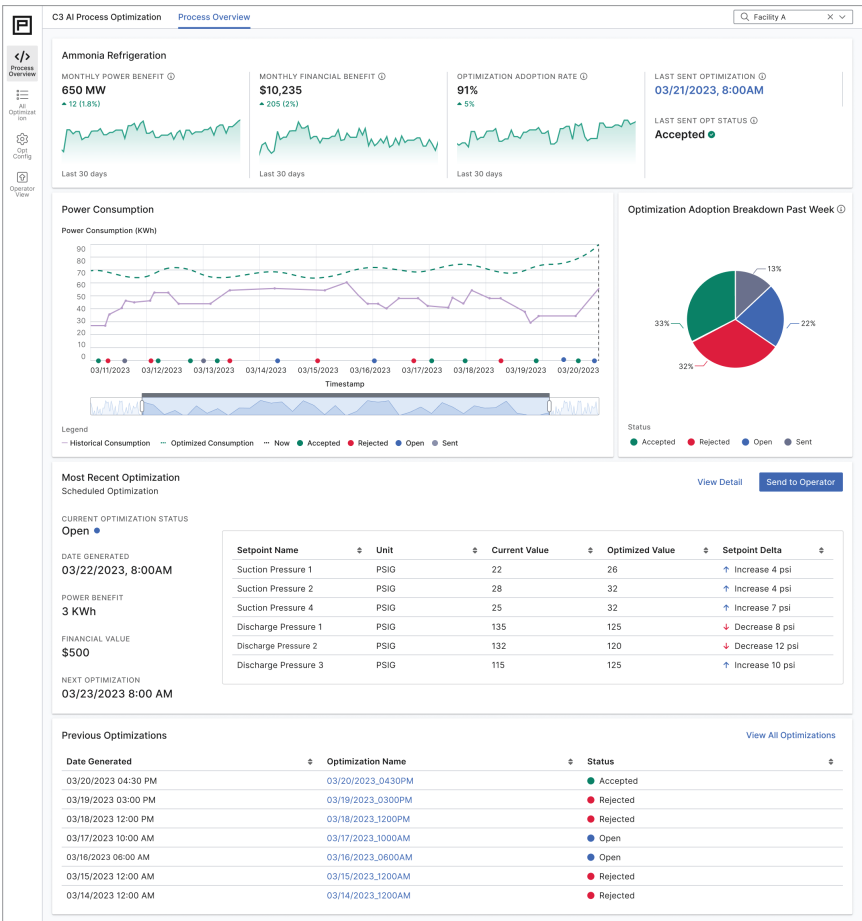 C3 AI Process Optimization Process Overview Facility A
Process
Overview
All
Optimizat
ion
Opt
Config
Operator
View
Ammonia Refrigeration
MONTHLY POWER BENEFIT
650 MW
12 (1.8%)
Last 30 days
MONTHLY FINANCIAL BENEFIT
$10,235
205 (2%)
Last 30 days
OPTIMIZATION ADOPTION RATE
91%
5%
Last 30 days
LAST SENT OPTIMIZATION
03/21/2023, 8:00AM
LAST SENT OPT STATUS
Accepted
Power Consumption
Power Consumption (KWh)
90
80
70
60
50
40
30
20
10
0
03/11/2023 03/12/2023 03/13/2023 03/14/2023 03/15/2023 03/16/2023 03/17/2023 03/18/2023 03/19/2023 03/20/2023
Timestamp
Legend
Historical Consumption Optimized Consumption Now Accepted Rejected Open Sent
Optimization Adoption Breakdown Past Week
13%
33%
22%
32%
Status
Accepted Rejected Open Sent
Most Recent Optimization
Scheduled Optimization
View Detail Send to Operator
CURRENT OPTIMIZATION STATUS
Open
DATE GENERATED
03/22/2023, 8:00AM
POWER BENEFIT
3 KWh
FINANCIAL VALUE
$500
NEXT OPTIMIZATION
03/23/2023 8:00 AM
Setpoint Name Unit Current Value Optimized Value Setpoint Delta
Suction Pressure 1 PSIG 22 26 ↑ Increase 4 psi
Suction Pressure 2 PSIG 28 32 ↑ Increase 4 psi
Suction Pressure 4 PSIG 25 32 ↑ Increase 7 psi
Discharge Pressure 1 PSIG 135 125 ↓ Decrease 8 psi
Discharge Pressure 2 PSIG 132 120 ↓ Decrease 12 psi
Discharge Pressure 3 PSIG 115 125 ↑ Increase 10 psi
Previous Optimizations View All Optimizations
Date Generated Optimization Name Status
03/20/2023 04:30 PM 03/20/2023_0430PM Accepted
03/19/2023 03:00 PM 03/19/2023_0300PM Rejected
03/18/2023 12:00 PM 03/18/2023_1200PM Rejected
03/17/2023 10:00 AM 03/17/2023_1000AM Open
03/16/2023 06:00 AM 03/16/2023_0600AM Open
03/15/2023 12:00 AM 03/15/2023_1200AM Rejected
03/14/2023 12:00 AM 03/14/2023_1200AM Rejected